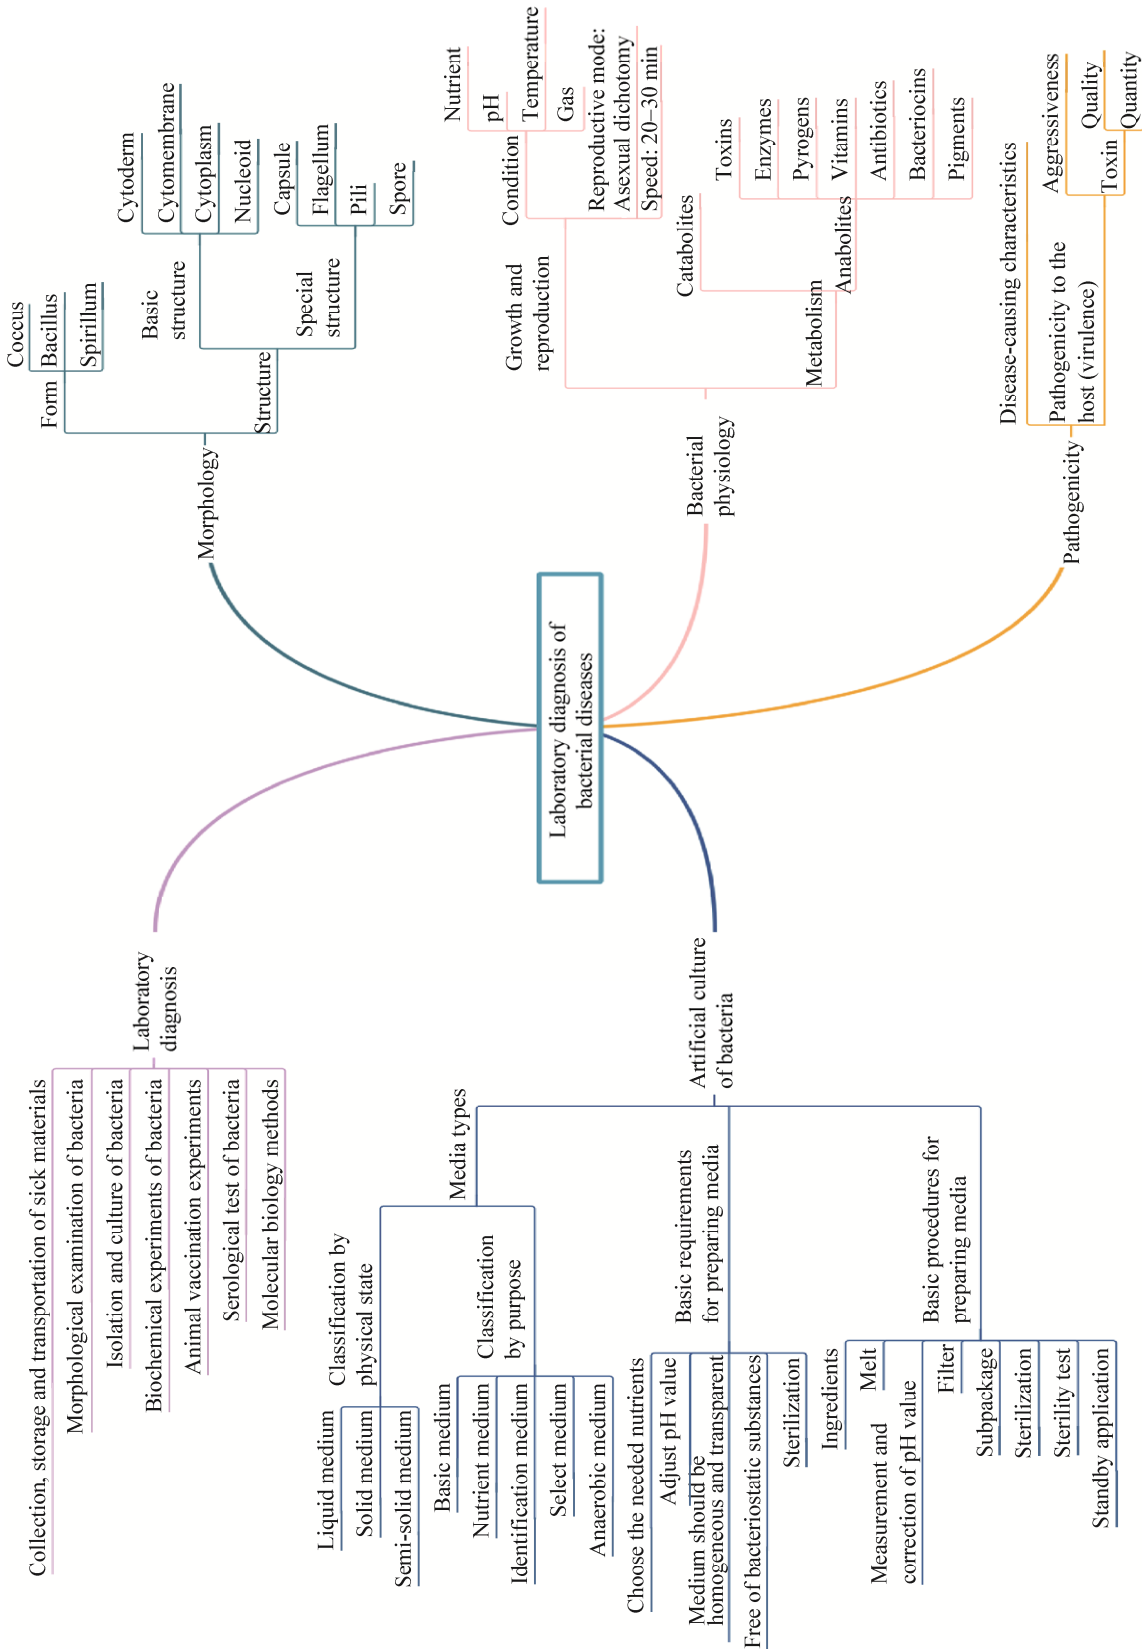 Laboratory diagnosis of
bacterial diseases
Laboratory
diagnosis
Collection, storage and transportation of sick materials
Morphological examination of bacteria
Isolation and culture of bacteria
Biochemical experiments of bacteria
Animal vaccination experiments
Serological test of bacteria
Molecular biology methods
Morphology
Form
Coccus
Bacillus
Spirillum
Structure
Basic
structure
Cytoderm
Cytomembrane
Cytoplasm
Nucleoid
Special
structure
Capsule
Flagellum
Pili
Spore
Bacterial
physiology
Growth and
reproduction
Condition
Nutrient
pH
Temperature
Gas
Reproductive mode:
Asexual dichotomy
Speed: 20–30 min
Metabolism
Catabolites
Anabolites
Toxins
Enzymes
Pyrogens
Vitamins
Antibiotics
Bacteriocins
Pigments
Pathogenicity
Disease-causing characteristics
Pathogenicity to the
host (virulence)
Aggressiveness
Toxin
Quality
Quantity
Artificial culture
of bacteria
Media types
Classification by
physical state
Liquid medium
Solid medium
Semi-solid medium
Classification
by purpose
Basic medium
Nutrient medium
Identification medium
Select medium
Anaerobic medium
Basic requirements
for preparing media
Choose the needed nutrients
Adjust pH value
Medium should be
homogeneous and transparent
Free of bacteriostatic substances
Sterilization
Basic procedures for
preparing media
Ingredients
Melt
Measurement and
correction of pH value
Filter
Subpackage
Sterilization
Sterility test
Standby application